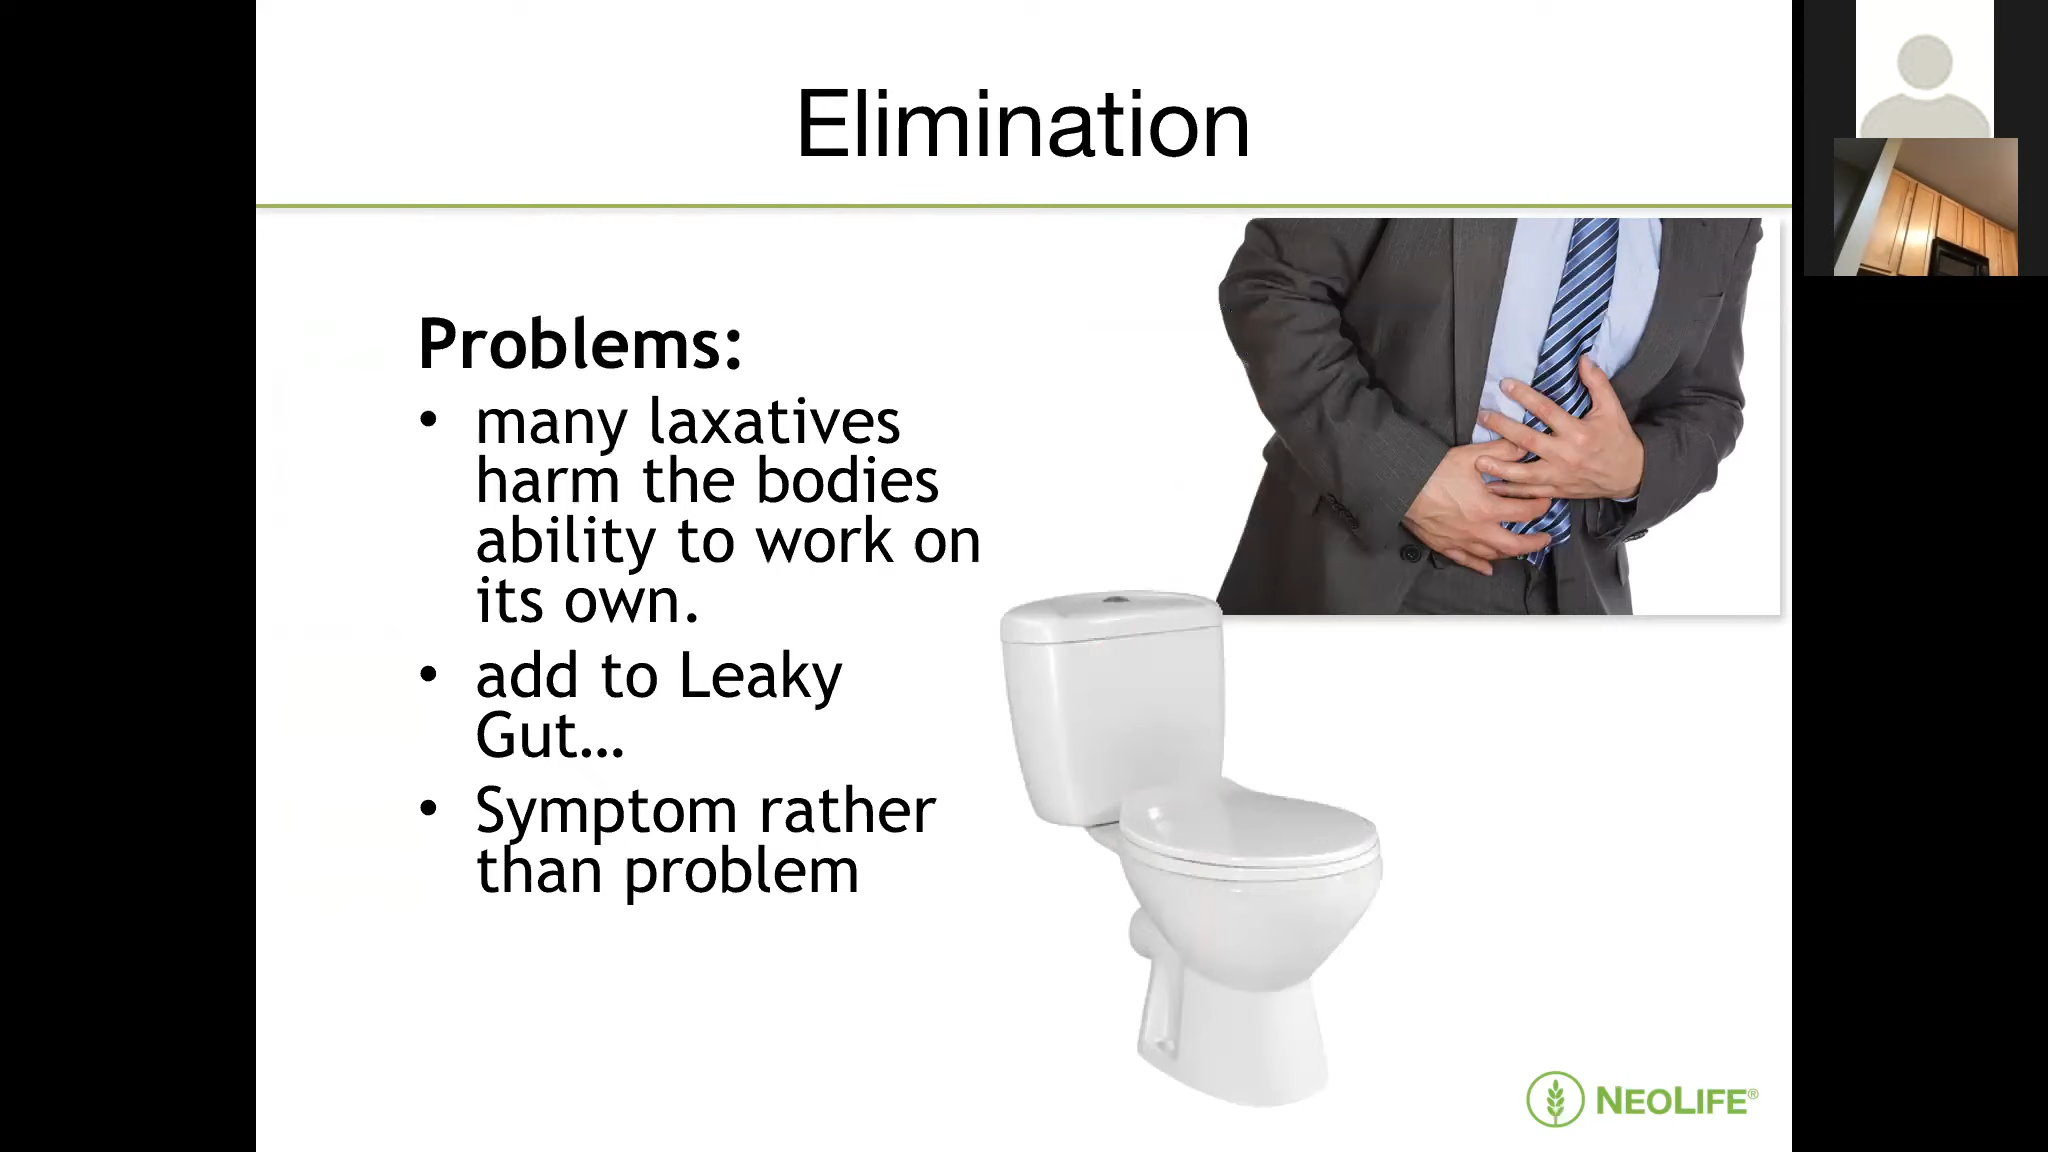 Elimination
Problems:
• many laxatives
harm the bodies
ability to work on
its own.
• add to Leaky
Gut…
• Symptom rather
than problem
NEOLIFE®